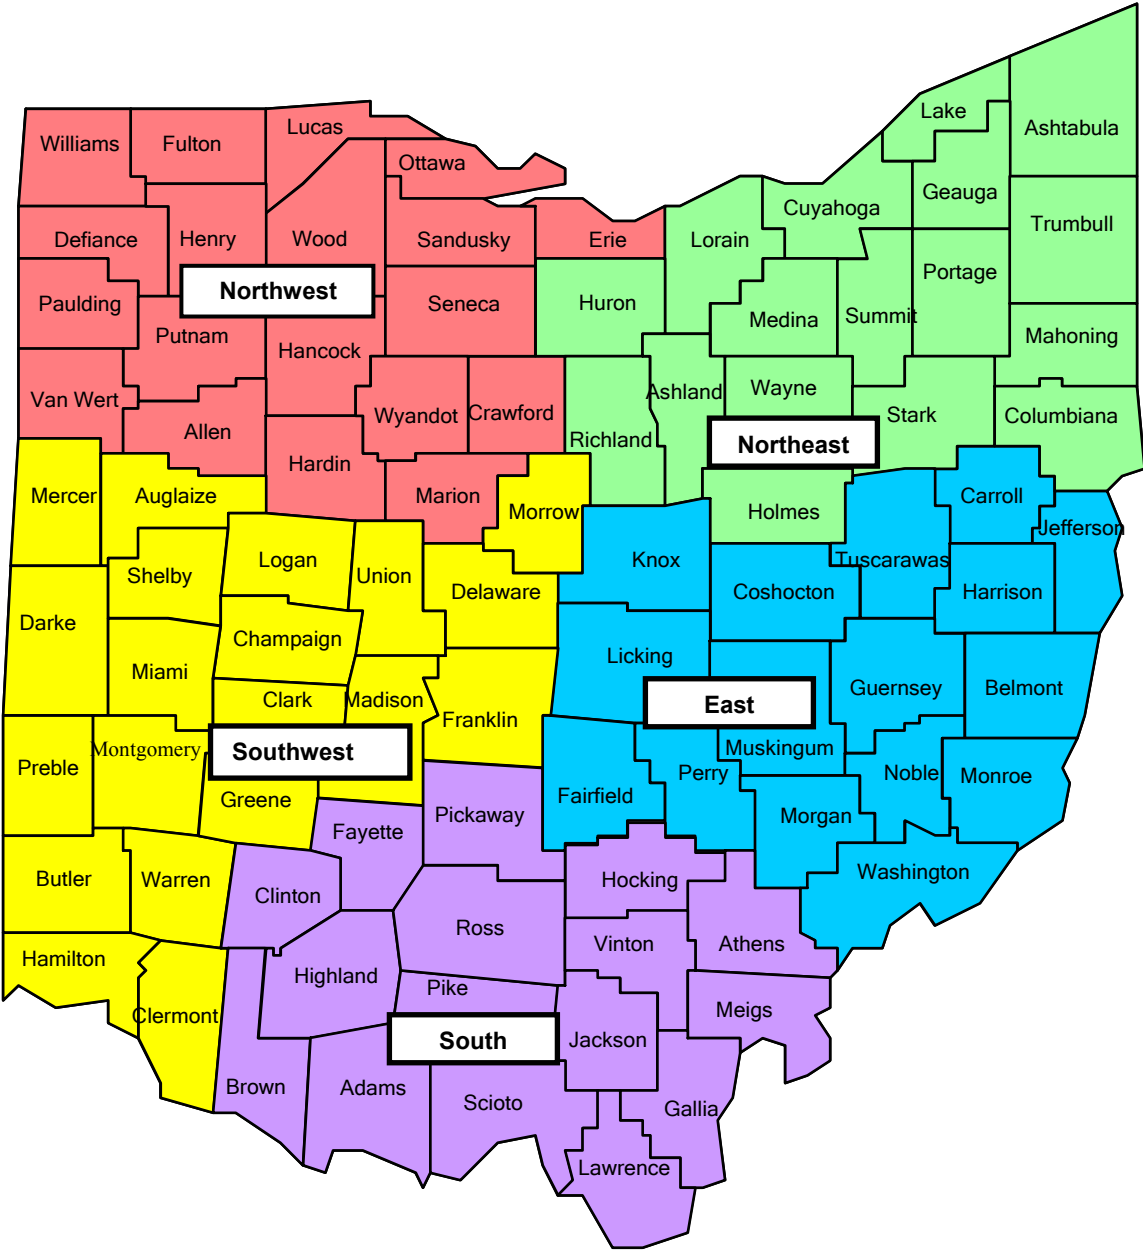 Lake
Ashtabula
Williams
Fulton
Lucas
Ottawa
Geauga
Cuyahoga
Trumbull
Defiance
Henry
Wood
Sandusky
Erie
Lorain
Portage
Northwest
Paulding
Seneca
Huron
Medina
Summit
Putnam
Mahoning
Hancock
Van Wert
Ashland
Wayne
Wyandot
Crawford
Stark
Columbiana
Allen
Richland
Northeast
Hardin
Mercer
Auglaize
Marion
Morrow
Holmes
Carroll
Jefferson
Logan
Knox
Tuscarawas
Shelby
Union
Delaware
Coshocton
Harrison
Darke
Champaign
Miami
Licking
Clark
Madison
Guernsey
Belmont
Franklin
East
Montgomery
Southwest
Muskingum
Preble
Perry
Noble
Monroe
Greene
Fairfield
Pickaway
Morgan
Fayette
Butler
Warren
Hocking
Washington
Clinton
Ross
Vinton
Athens
Hamilton
Highland
Pike
Clermont
Meigs
South
Jackson
Brown
Adams
Scioto
Gallia
Lawrence